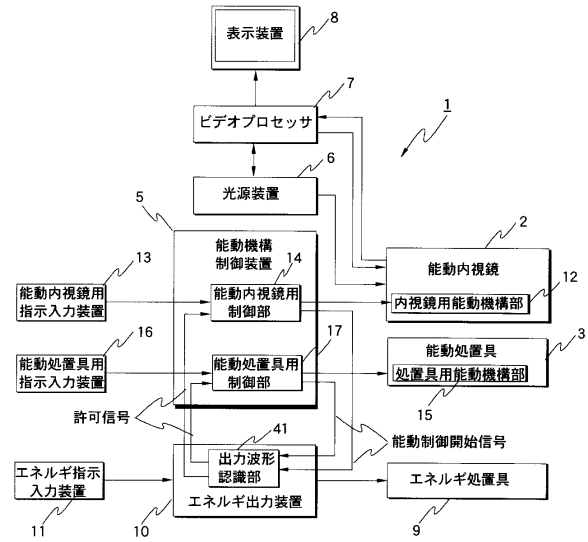 表示装置
8
7
ビデオプロセッサ
1
6
光源装置
5
2
能動機構
制御装置
能動内視鏡
13
14
12
能動内視鏡用
指示入力装置
能動内視鏡用
制御部
内視鏡用能動機構部
16
17
3
能動処置具用
指示入力装置
能動処置具用
制御部
能動処置具
処置具用能動機構部
15
許可信号
41
能動制御開始信号
出力波形
認識部
エネルギ指示
入力装置
エネルギ出力装置
エネルギ処置具
11
10
9